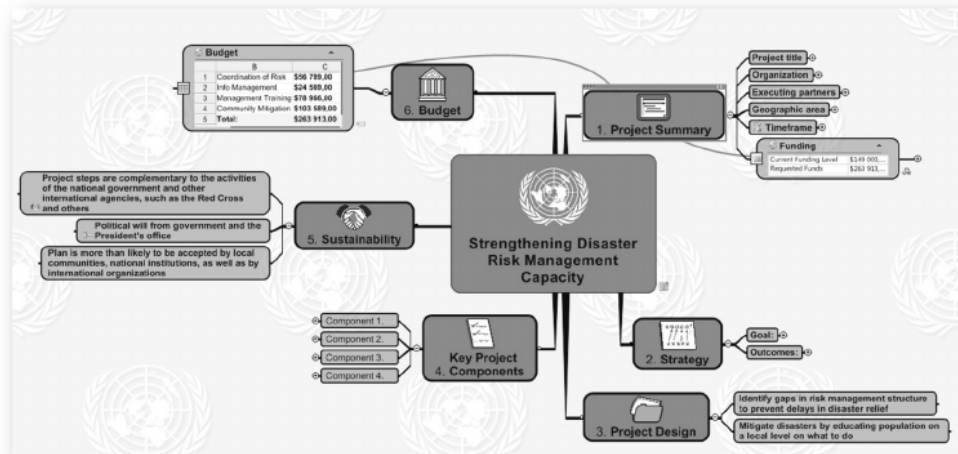 Budget
B C
1 Coordination of Risk $56 789,00
2 Info Management $24 589,00
3 Management Training $78 966,00
4 Community Mitigation $103 589,00
5 Total: $263 913,00
6. Budget
1. Project Summary
Project title
Organization
Executing partners
Geographic area
Timeframe
Funding
Current Funding Level $149 000,...
Requested Funds $263 913,...
Project steps are complementary to the activities
of the national government and other
international agencies, such as the Red Cross
and others
Political will from government and the
President's office
Plan is more than likely to be accepted by local
communities, national institutions, as well as by
international organizations
5. Sustainability
Strengthening Disaster
Risk Management
Capacity
Component 1.
Component 2.
Component 3.
Component 4.
Key Project
4. Components
2. Strategy
Goal:
Outcomes:
3. Project Design
Identify gaps in risk management structure
to prevent delays in disaster relief
Mitigate disasters by educating population on
a local level on what to do